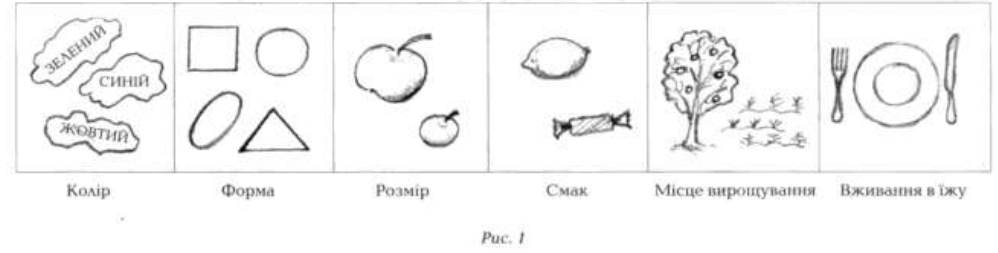 ЗЕЛЕНИЙ
СИНІЙ
ЖОВТИЙ
Колір Форма Розмір Смак Місце вирощування Вживання в їжу
Рис. 1